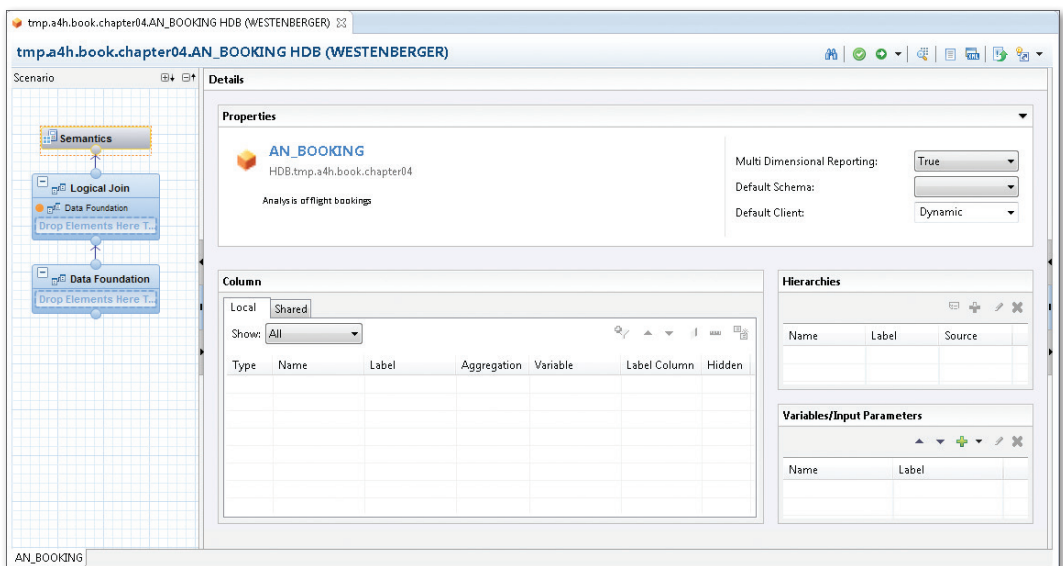 tmp.a4h.book.chapter04.AN_BOOKING HDB (WESTENBERGER)
tmp.a4h.book.chapter04.AN_BOOKING HDB (WESTENBERGER)
Scenario
Details
Semantics
Logical Join
Data Foundation
Drop Elements Here T...
Data Foundation
Drop Elements Here T...
Properties
AN_BOOKING
HDB.tmp.a4h.book.chapter04
Analysis of flight bookings
Multi Dimensional Reporting: True
Default Schema:
Default Client: Dynamic
Column
Local Shared
Show: All
Type Name Label Aggregation Variable Label Column Hidden
Hierarchies
Name Label Source
Variables/Input Parameters
Name Label
AN_BOOKING